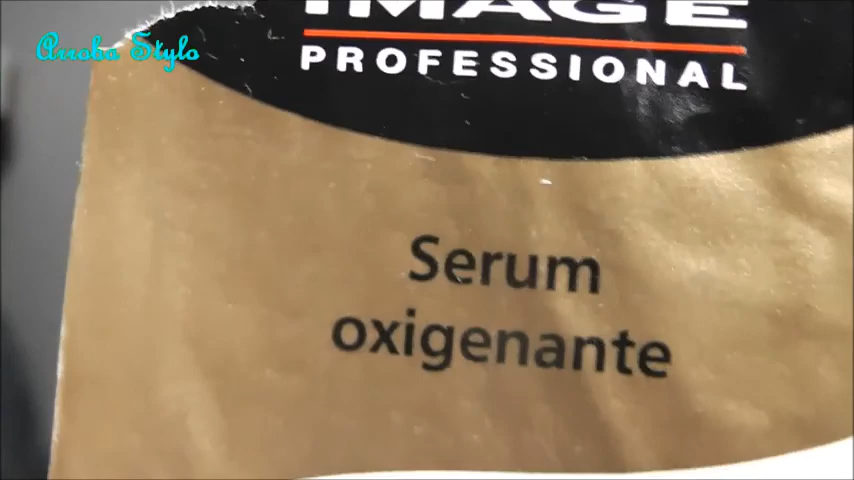 Arroba Stylo
IMAGE
PROFESSIONAL
Serum
oxigenante